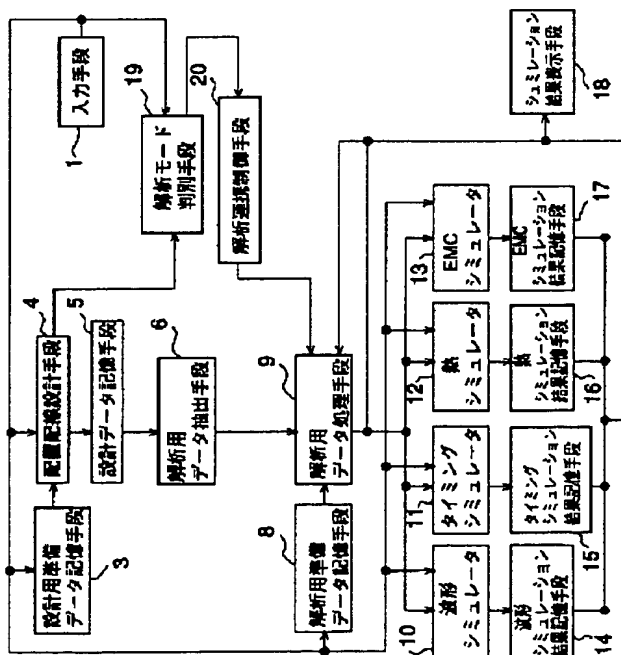 入力手段
1
19
解析モード
判別手段
20
解析連携制御手段
4
配置配線設計手段
5
設計データ記憶手段
6
解析用
データ抽出手段
設計用準備
データ記憶手段
3
9
解析用
データ処理手段
8
解析用準備
データ記憶手段
シュミレーション
結果表示手段
18
13
EMC
シミュレータ
12
熱
シミュレータ
11
タイミング
シミュレータ
10
波形
シミュレータ
17
EMC
シミュレーション
結果記憶手段
16
熱
シミュレーション
結果記憶手段
15
タイミング
シミュレーション
結果記憶手段
14
波形
シミュレーション
結果記憶手段